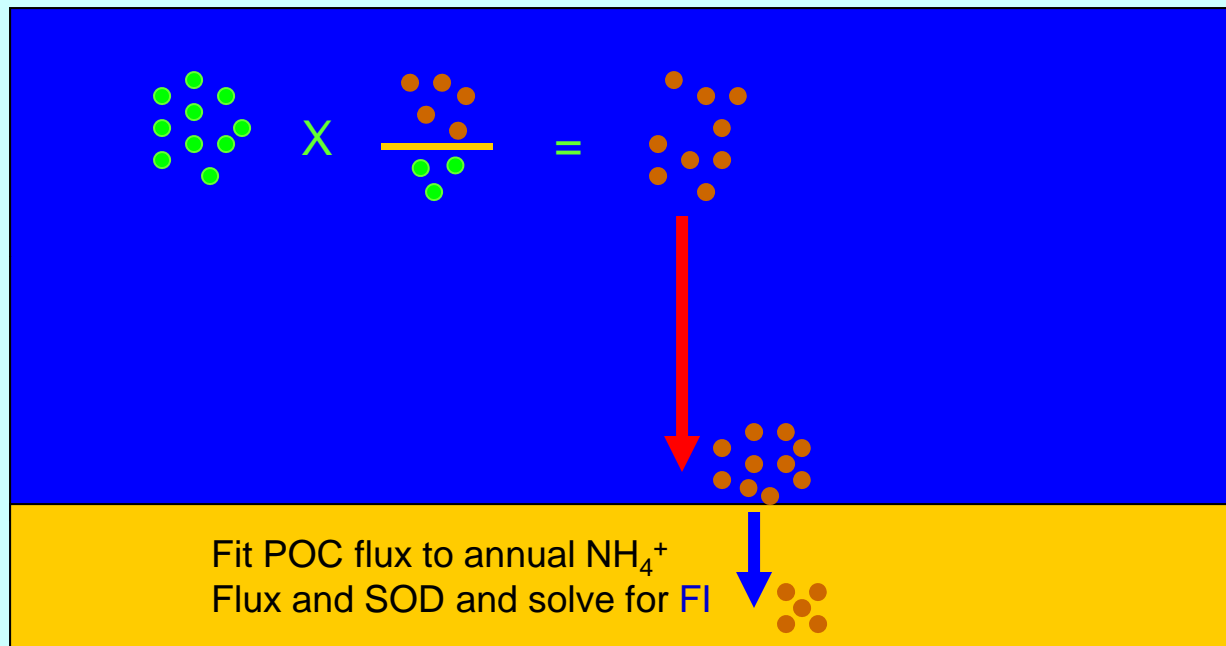 X =
Fit POC flux to annual NH₄⁺
Flux and SOD and solve for FI